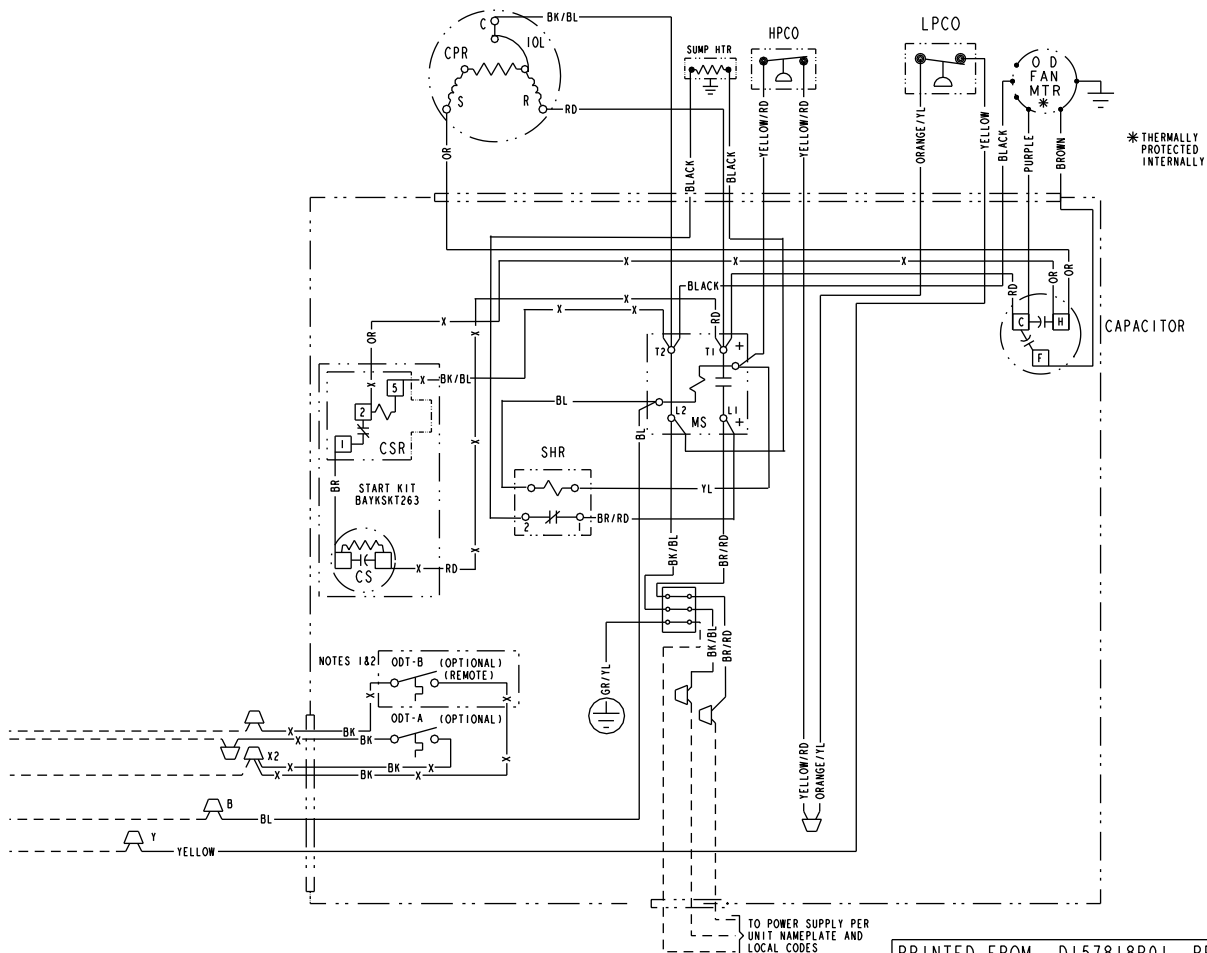 C
BK/BL
IOL
CPR
S
R
RD
OR
SUMP HTR
HPCO
LPCO
O D
FAN
MTR
*
* THERMALLY
PROTECTED
INTERNALLY
BLACK
BLACK
YELLOW/RD
YELLOW/RD
ORANGE/YL
YELLOW
BLACK
PURPLE
BROWN
X
X
X
OR
OR
BLACK
X
RD
RD
X
X
X
C
H
F
CAPACITOR
OR
X
X
T2
T1
+
X
5
X
BK/BL
2
1
CSR
BL
L2
L1
+
MS
BL
X
SHR
BR
START KIT
BAYKSKT263
YL
2
1
BR/RD
X
CS
X
RD
BK/BL
BR/RD
BK/BL
BR/RD
GR/YL
NOTES 1&2
ODT-B (OPTIONAL)
(REMOTE)
X
X
ODT-A (OPTIONAL)
X
BK
X
BK
X
X2
X
BK
X
X
BK
X
YELLOW/RD
ORANGE/YL
B
BL
Y
YELLOW
TO POWER SUPPLY PER
UNIT NAMEPLATE AND
LOCAL CODES
PRINTED FROM D157818P01